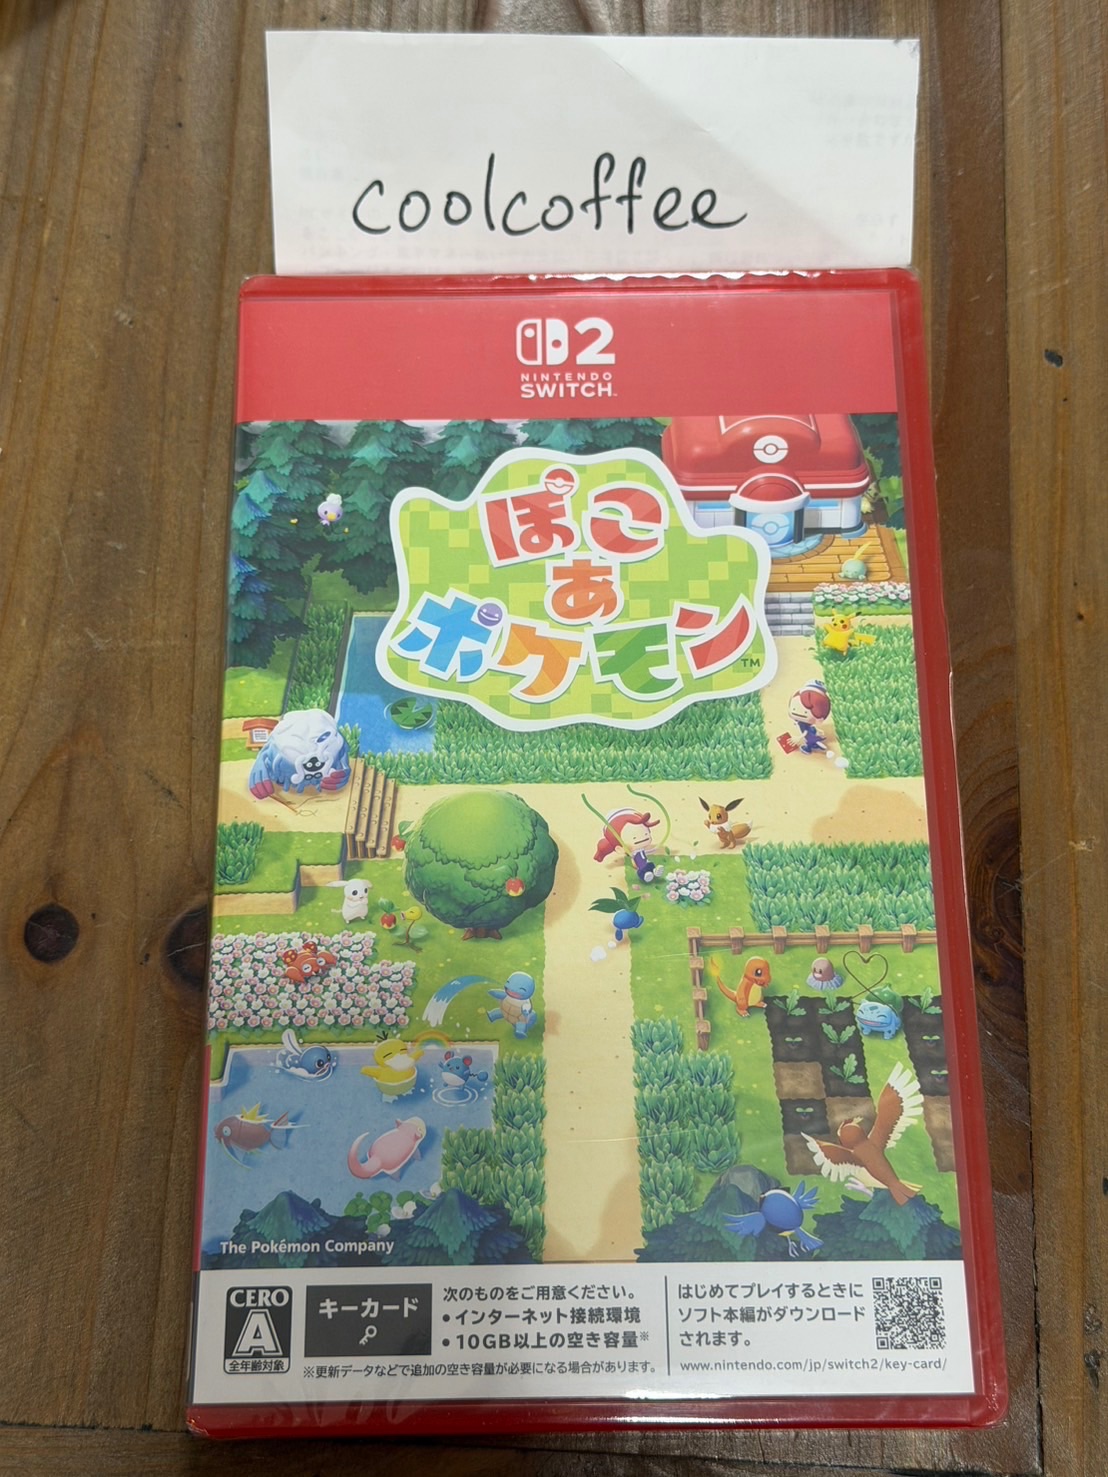 coolcoffee
2
NINTENDO
SWITCH™
ぽこ
あ
ポケモン™
The Pokémon Company
CERO
A
全年齢対象
キーカード
次のものをご用意ください。
•インターネット接続環境
•10GB以上の空き容量※
※更新データなどで追加の空き容量が必要になる場合があります。
はじめてプレイするときに
ソフト本編がダウンロード
されます。
www.nintendo.com/jp/switch2/key-card/